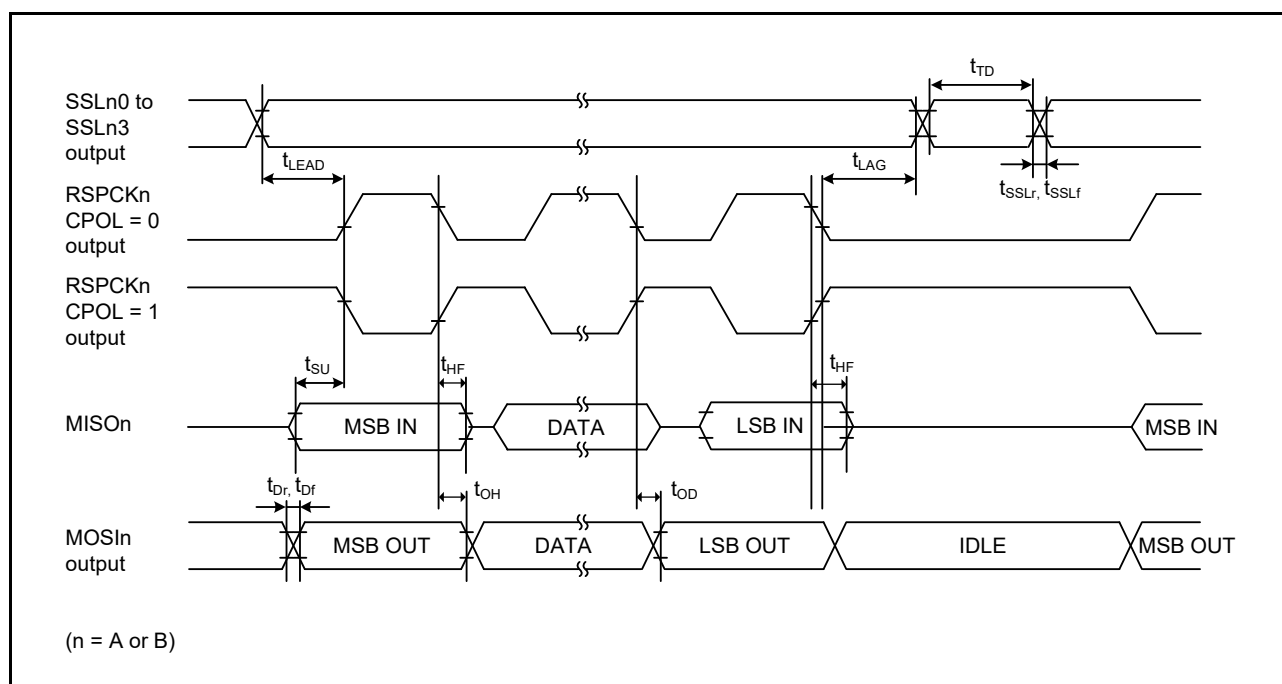 tTD
SSLn0 to
SSLn3
output
tLEAD
tLAG
tSSLr, tSSLf
RSPCKn
CPOL = 0
output
RSPCKn
CPOL = 1
output
tSU
tHF
tHF
MISOn
MSB IN
DATA
LSB IN
MSB IN
tDr, tDf
tOH
tOD
MOSIn
output
MSB OUT
DATA
LSB OUT
IDLE
MSB OUT
(n = A or B)